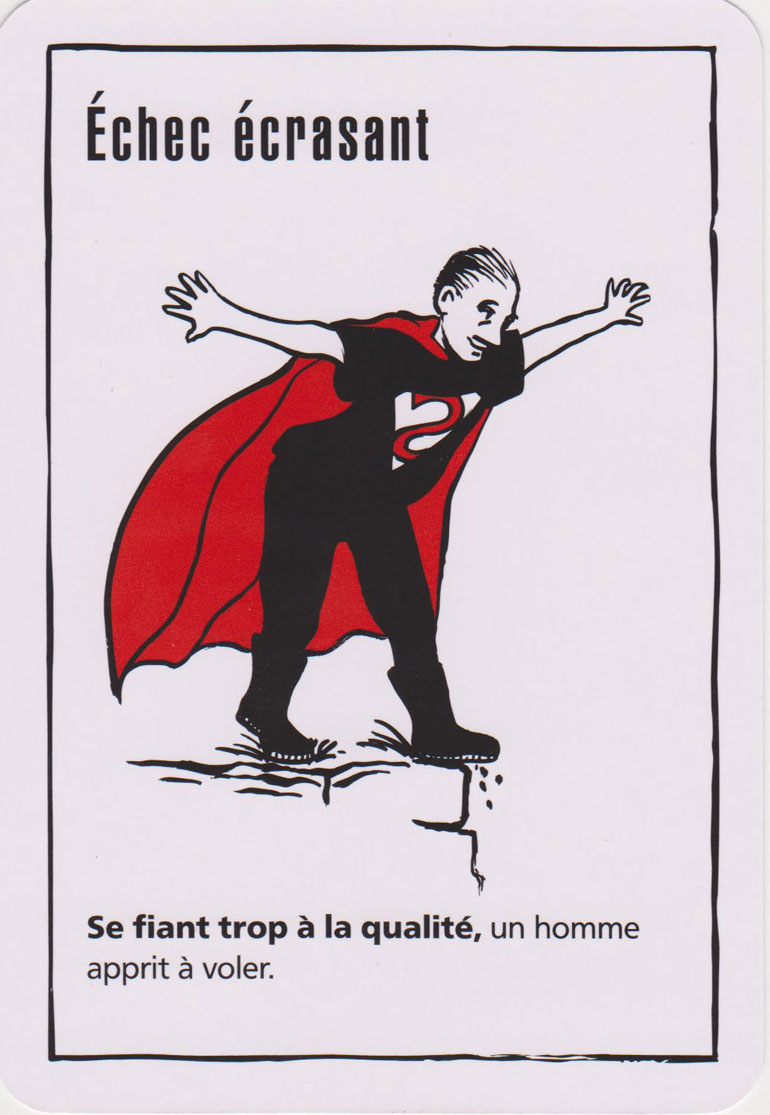 Échec écrasant
Se fiant trop à la qualité, un homme
apprit à voler.